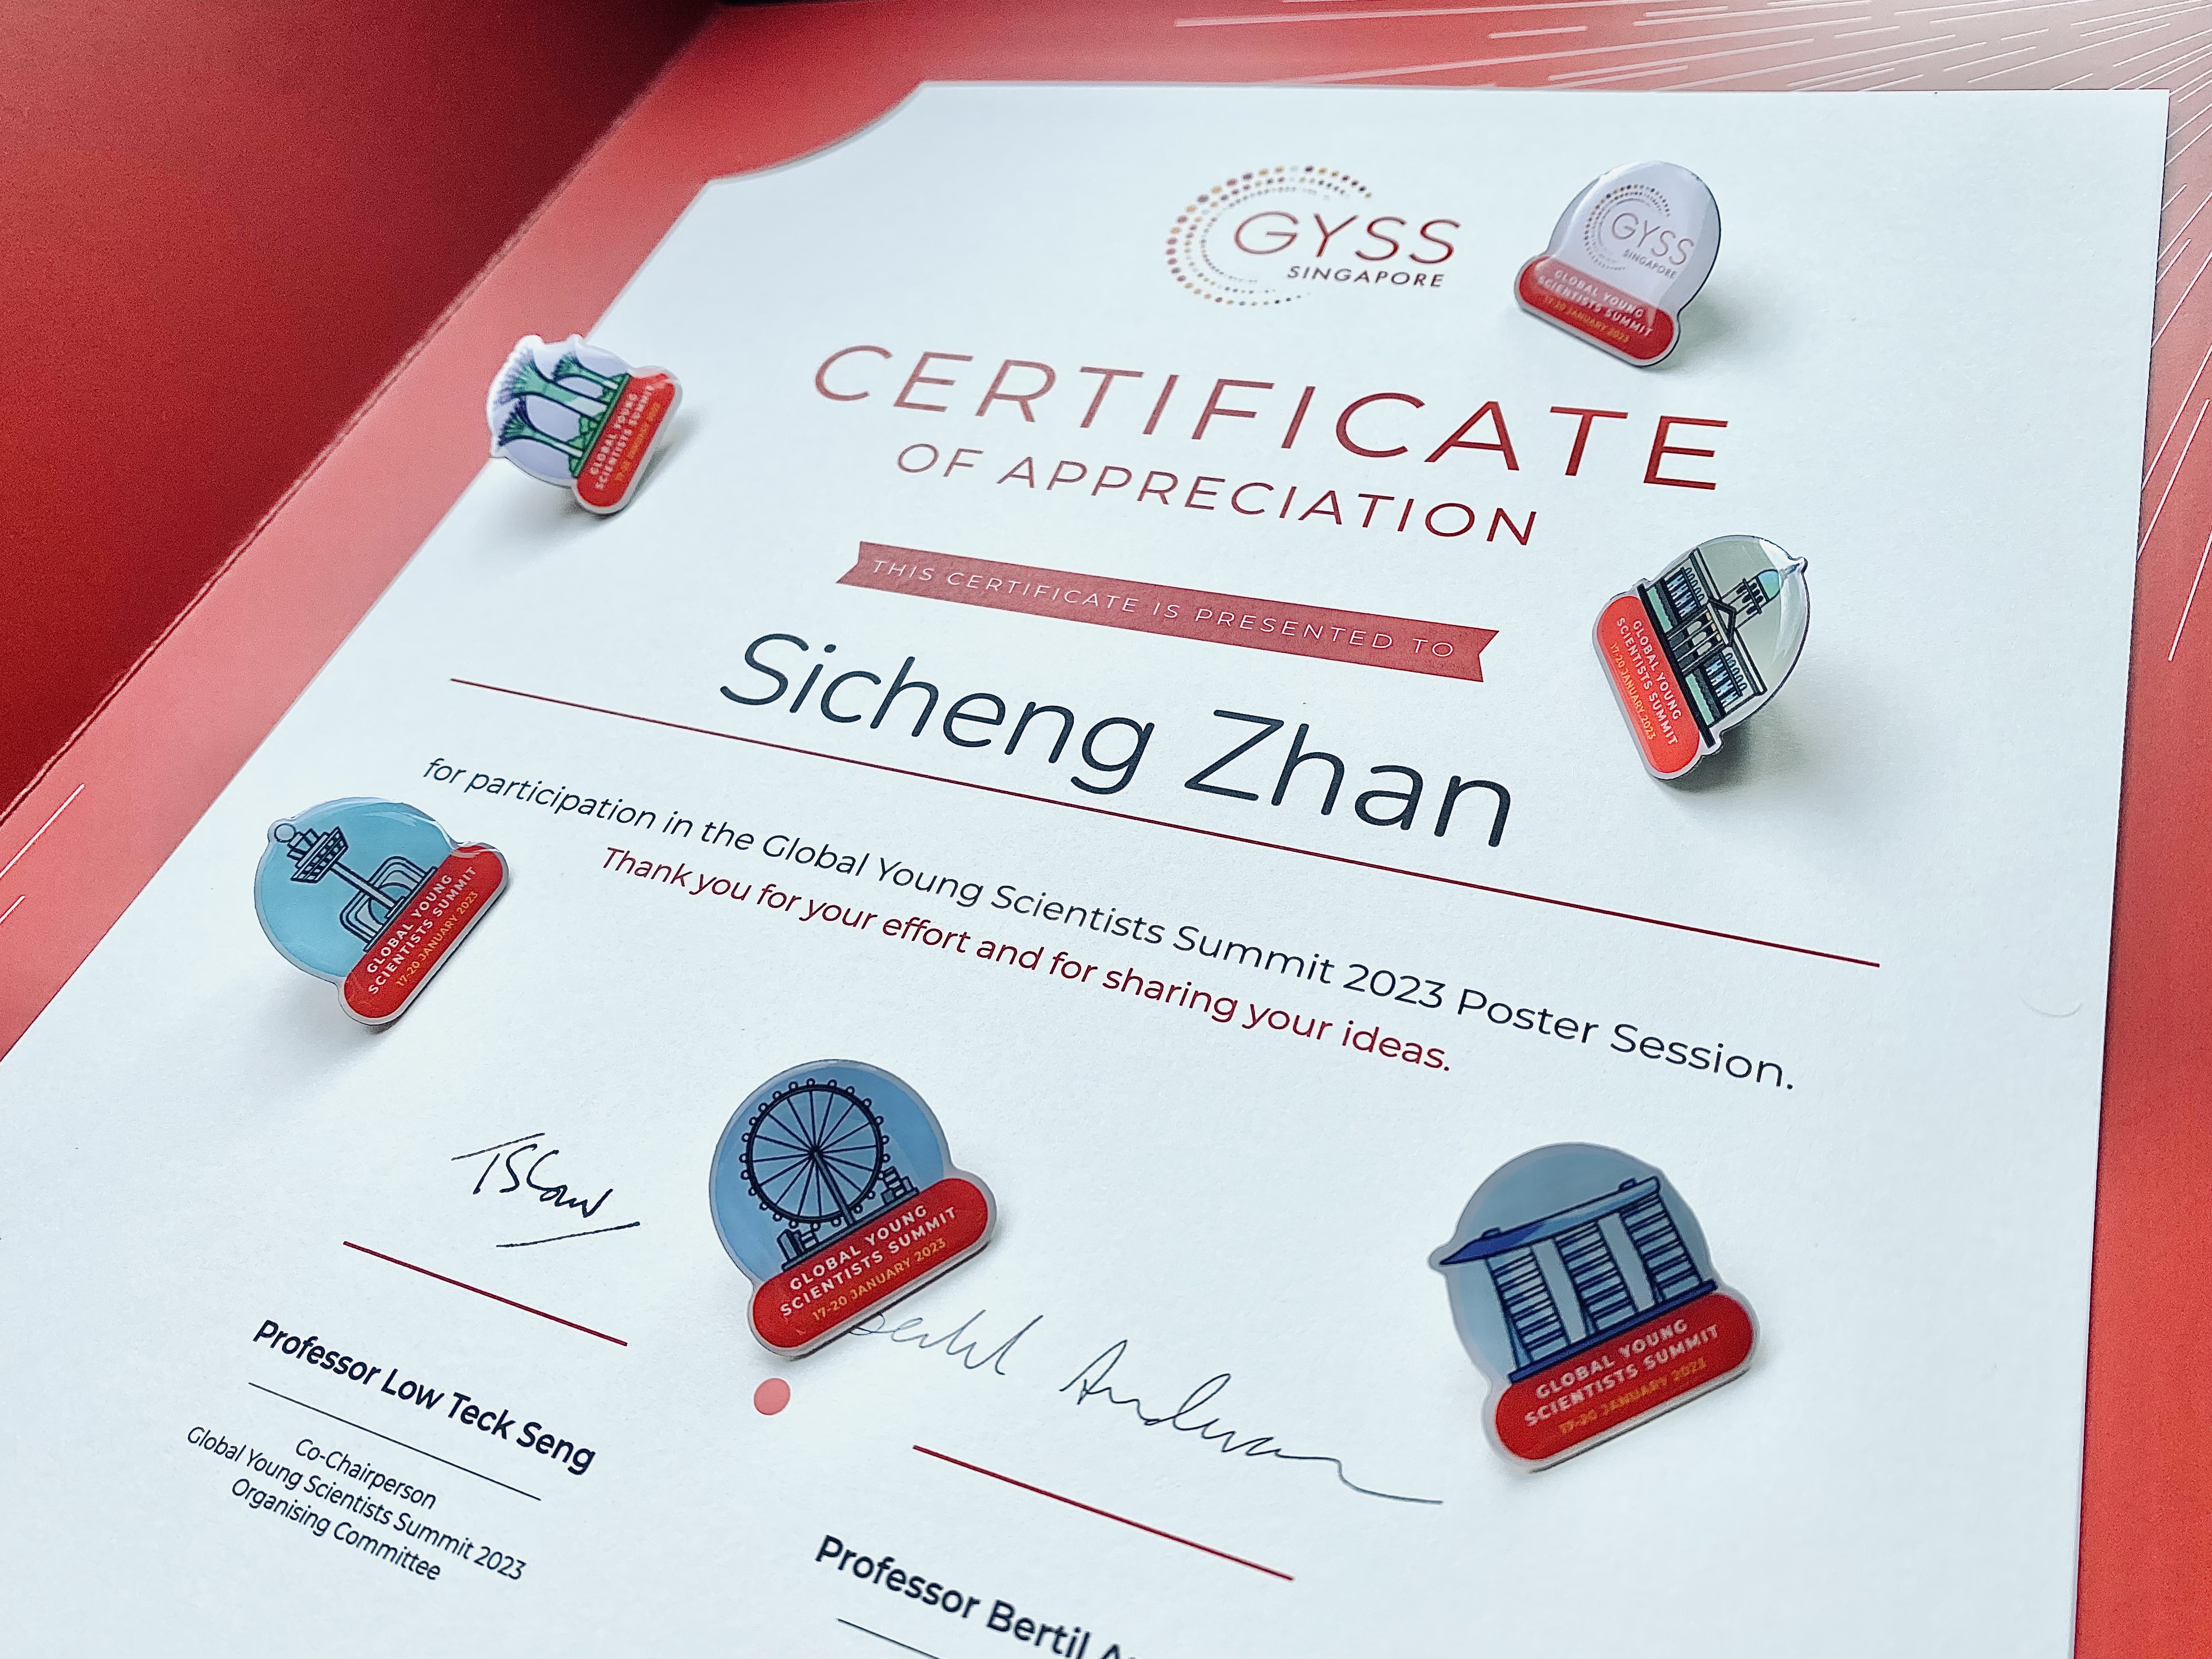 GYSS
SINGAPORE
GYSS
SINGAPORE
GLOBAL YOUNG
SCIENTISTS SUMMIT
17-20 JANUARY 2023
CERTIFICATE
OF APPRECIATION
GLOBAL YOUNG
SCIENTISTS SUMMIT
17-20 JANUARY 2023
THIS CERTIFICATE IS PRESENTED TO
Sicheng Zhan
GLOBAL YOUNG
SCIENTISTS SUMMIT
17-20 JANUARY 2023
for participation in the Global Young Scientists Summit 2023 Poster Session.
Thank you for your effort and for sharing your ideas.
GLOBAL YOUNG
SCIENTISTS SUMMIT
17-20 JANUARY 2023
GLOBAL YOUNG
SCIENTISTS SUMMIT
17-20 JANUARY 2023
GLOBAL YOUNG
SCIENTISTS SUMMIT
17-20 JANUARY 2023
Professor Low Teck Seng
Co-Chairperson
Global Young Scientists Summit 2023
Organising Committee
Professor Bertil